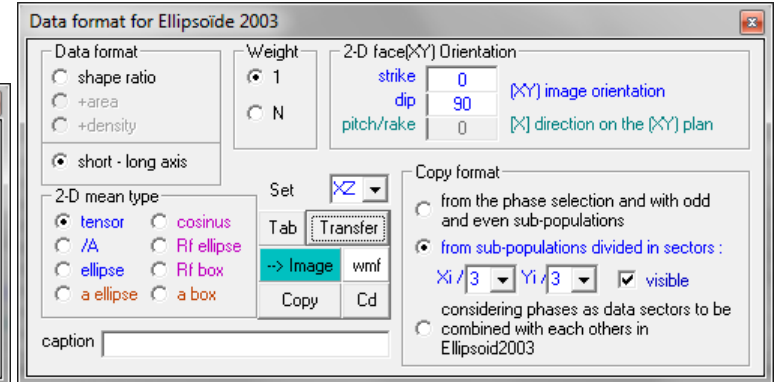 Data format for Ellipsoïde 2003
Data format
shape ratio
+area
+density
short - long axis
Weight
1
N
2-D face(XY) Orientation
strike 0
dip 90
(XY) image orientation
pitch/rake 0 [X] direction on the (XY) plan
2-D mean type
tensor cosinus
/A Rf ellipse
ellipse Rf box
a ellipse a box
Set XZ
Tab Transfer
--> Image wmf
Copy Cd
caption
Copy format
from the phase selection and with odd
and even sub-populations
from sub-populations divided in sectors :
Xi / 3 Yi / 3 visible
considering phases as data sectors to be
combined with each others in
Ellipsoid2003